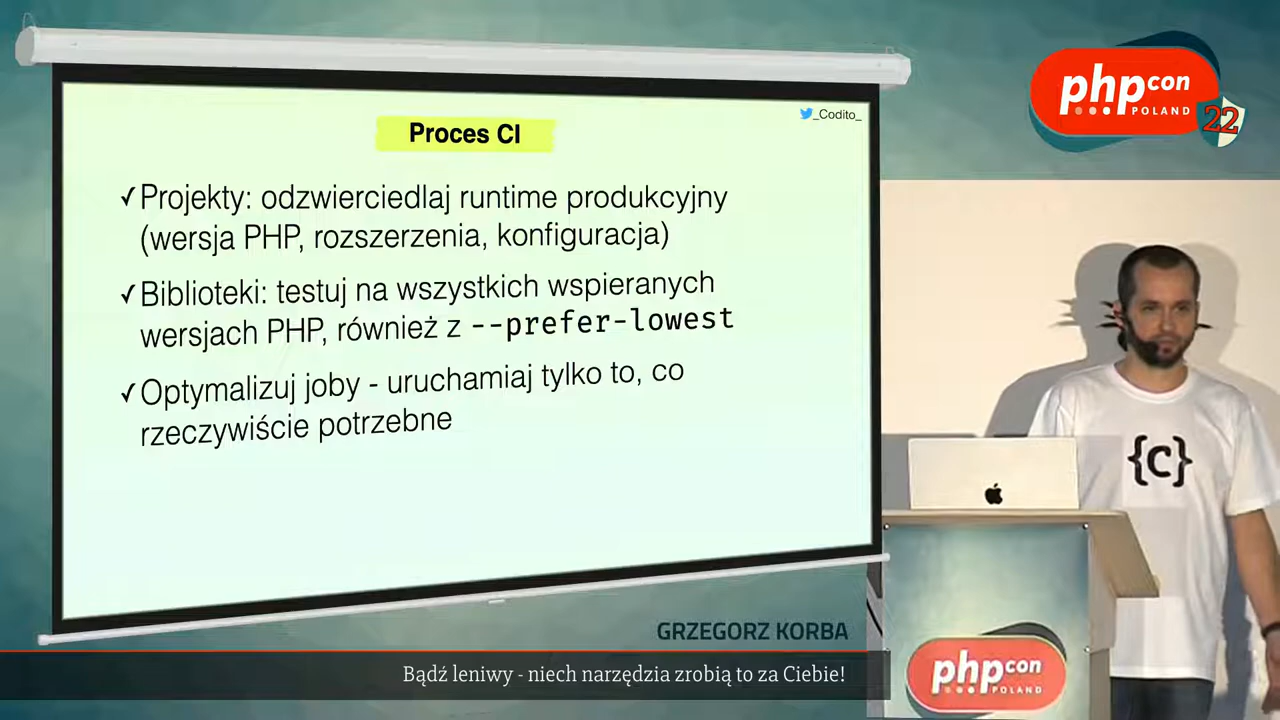 _Codito_
Proces CI
✓ Projekty: odzwierciedlaj runtime produkcyjny
(wersja PHP, rozszerzenia, konfiguracja)
✓ Biblioteki: testuj na wszystkich wspieranych
wersjach PHP, również z --prefer-lowest
✓ Optymalizuj joby - uruchamiaj tylko to, co
rzeczywiście potrzebne
phpcon
POLAND
22
{c}
GRZEGORZ KORBA
Bądź leniwy - niech narzędzia zrobią to za Ciebie!
phpcon
POLAND